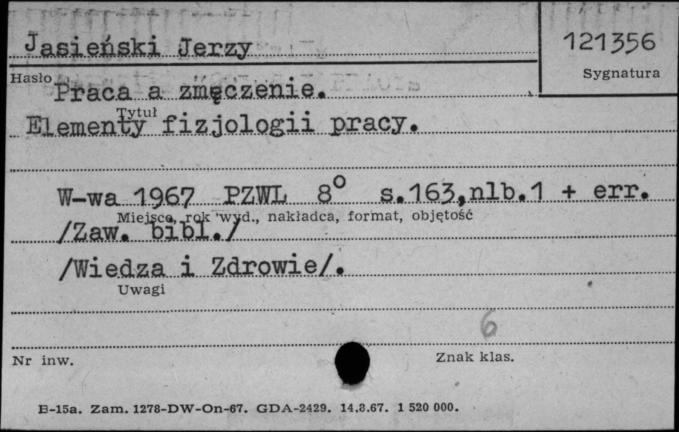 Jasieński Jerzy
121356
Hasło
Sygnatura
Praca a zmęczenie.
Tytuł
Elementy fizjologii pracy.
W-wa 1967 PZWL 8° s.163,nlb.1 + err.
Miejsce, rok wyd., nakładca, format, objętość
/Zaw. bibl./
/Wiedza i Zdrowie/.
Uwagi
6
Nr inw.
Znak klas.
B-15a. Zam. 1278-DW-On-67. GDA-2429. 14.8.67. 1 520 000.